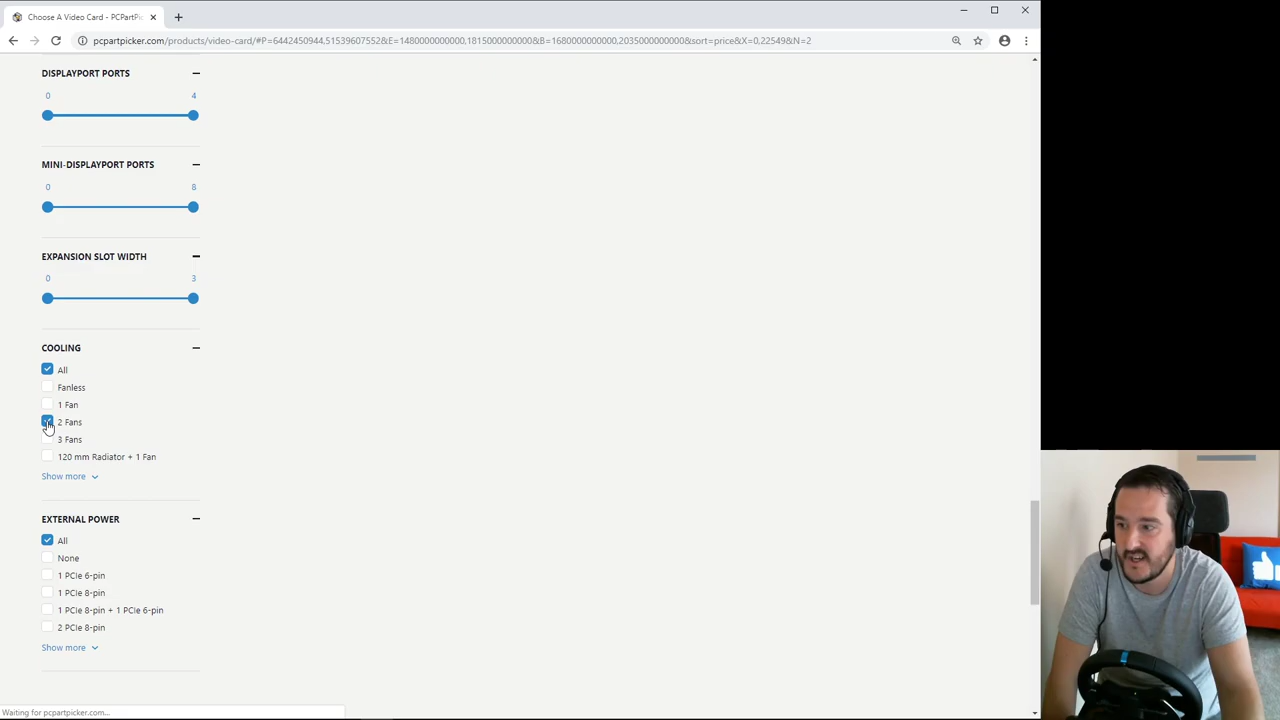 Choose A Video Card - PCPartPic
pcpartpicker.com/products/video-card/#P=6442450944,51539607552&E=1480000000000,1815000000000&B=1680000000000,2035000000000&sort=price&X=0,22549&N=2
DISPLAYPORT PORTS
0 4
MINI-DISPLAYPORT PORTS
0 8
EXPANSION SLOT WIDTH
0 3
COOLING
All
Fanless
1 Fan
2 Fans
3 Fans
120 mm Radiator + 1 Fan
Show more
EXTERNAL POWER
All
None
1 PCIe 6-pin
1 PCIe 8-pin
1 PCIe 8-pin + 1 PCIe 6-pin
2 PCIe 8-pin
Show more
Waiting for pcpartpicker.com...